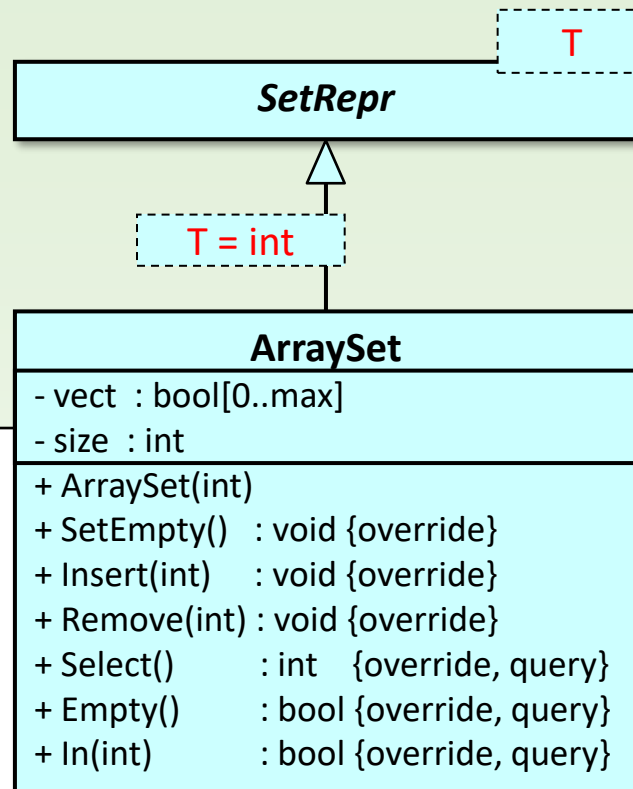 T
SetRepr
T = int
ArraySet
- vect : bool[0..max]
- size : int
+ ArraySet(int)
+ SetEmpty() : void {override}
+ Insert(int) : void {override}
+ Remove(int) : void {override}
+ Select() : int {override, query}
+ Empty() : bool {override, query}
+ In(int) : bool {override, query}